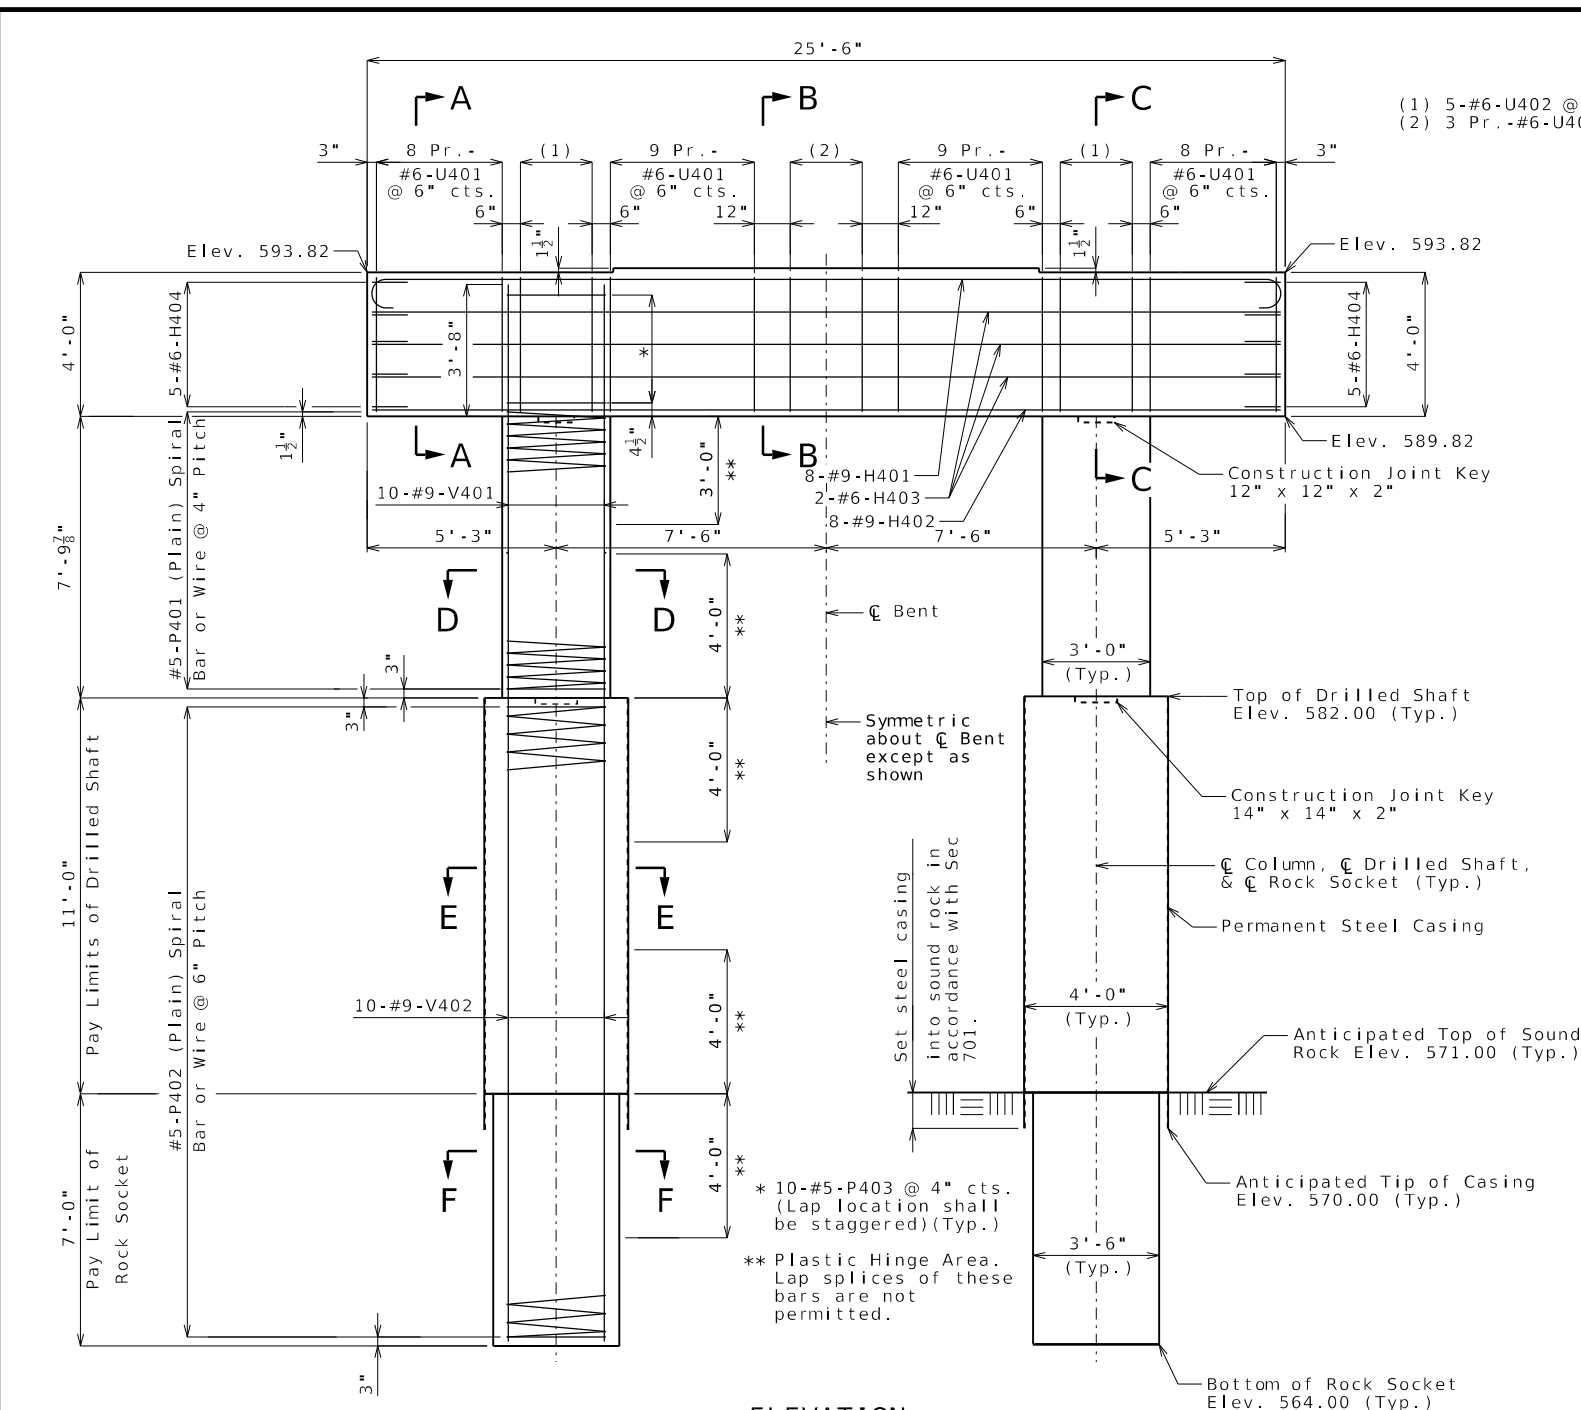 25'-6"
A
B
C
(1) 5-#6-U402 @
(2) 3 Pr.-#6-U40
3"
8 Pr.-
#6-U401
@ 6" cts.
(1)
9 Pr.-
#6-U401
@ 6" cts.
(2)
9 Pr.-
#6-U401
@ 6" cts.
(1)
8 Pr.-
#6-U401
@ 6" cts.
3"
6"
6"
12"
12"
6"
6"
1 1/2"
1 1/2"
Elev. 593.82
Elev. 593.82
4'-0"
5-#6-H404
3'-8"
*
5-#6-H404
4'-0"
1 1/2"
4 1/2"
A
B
C
Elev. 589.82
Construction Joint Key
12" x 12" x 2"
8-#9-H401
2-#6-H403
8-#9-H402
10-#9-V401
3'-0"
**
5'-3"
7'-6"
7'-6"
5'-3"
7'-9 7/8"
#5-P401 (Plain) Spiral
Bar or Wire @ 4" Pitch
D
D
4'-0"
**
℄ Bent
3'-0"
(Typ.)
3"
3"
Top of Drilled Shaft
Elev. 582.00 (Typ.)
Symmetric
about ℄ Bent
except as
shown
4'-0"
**
Construction Joint Key
14" x 14" x 2"
11'-0"
Pay Limits of Drilled Shaft
#5-P402 (Plain) Spiral
Bar or Wire @ 6" Pitch
E
E
Set steel casing
into sound rock in
accordance with Sec
701.
℄ Column, ℄ Drilled Shaft,
& ℄ Rock Socket (Typ.)
Permanent Steel Casing
10-#9-V402
4'-0"
**
4'-0"
(Typ.)
Anticipated Top of Sound
Rock Elev. 571.00 (Typ.)
7'-0"
Pay Limit of
Rock Socket
F
F
4'-0"
**
* 10-#5-P403 @ 4" cts.
(Lap location shall
be staggered)(Typ.)
** Plastic Hinge Area.
Lap splices of these
bars are not
permitted.
Anticipated Tip of Casing
Elev. 570.00 (Typ.)
3'-6"
(Typ.)
3"
Bottom of Rock Socket
Elev. 564.00 (Typ.)
ELEVATION